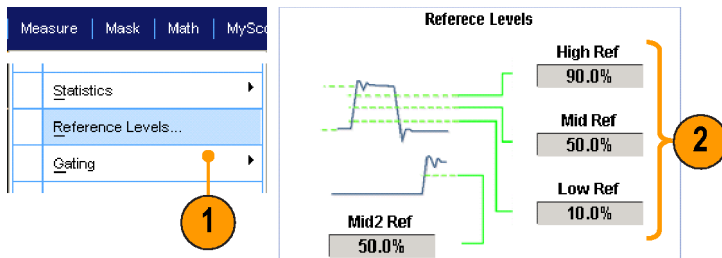 Measure | Mask | Math | MySco
Statistics
Reference Levels...
Gating
1
Referece Levels
High Ref
90.0%
Mid Ref
50.0%
Low Ref
10.0%
Mid2 Ref
50.0%
2